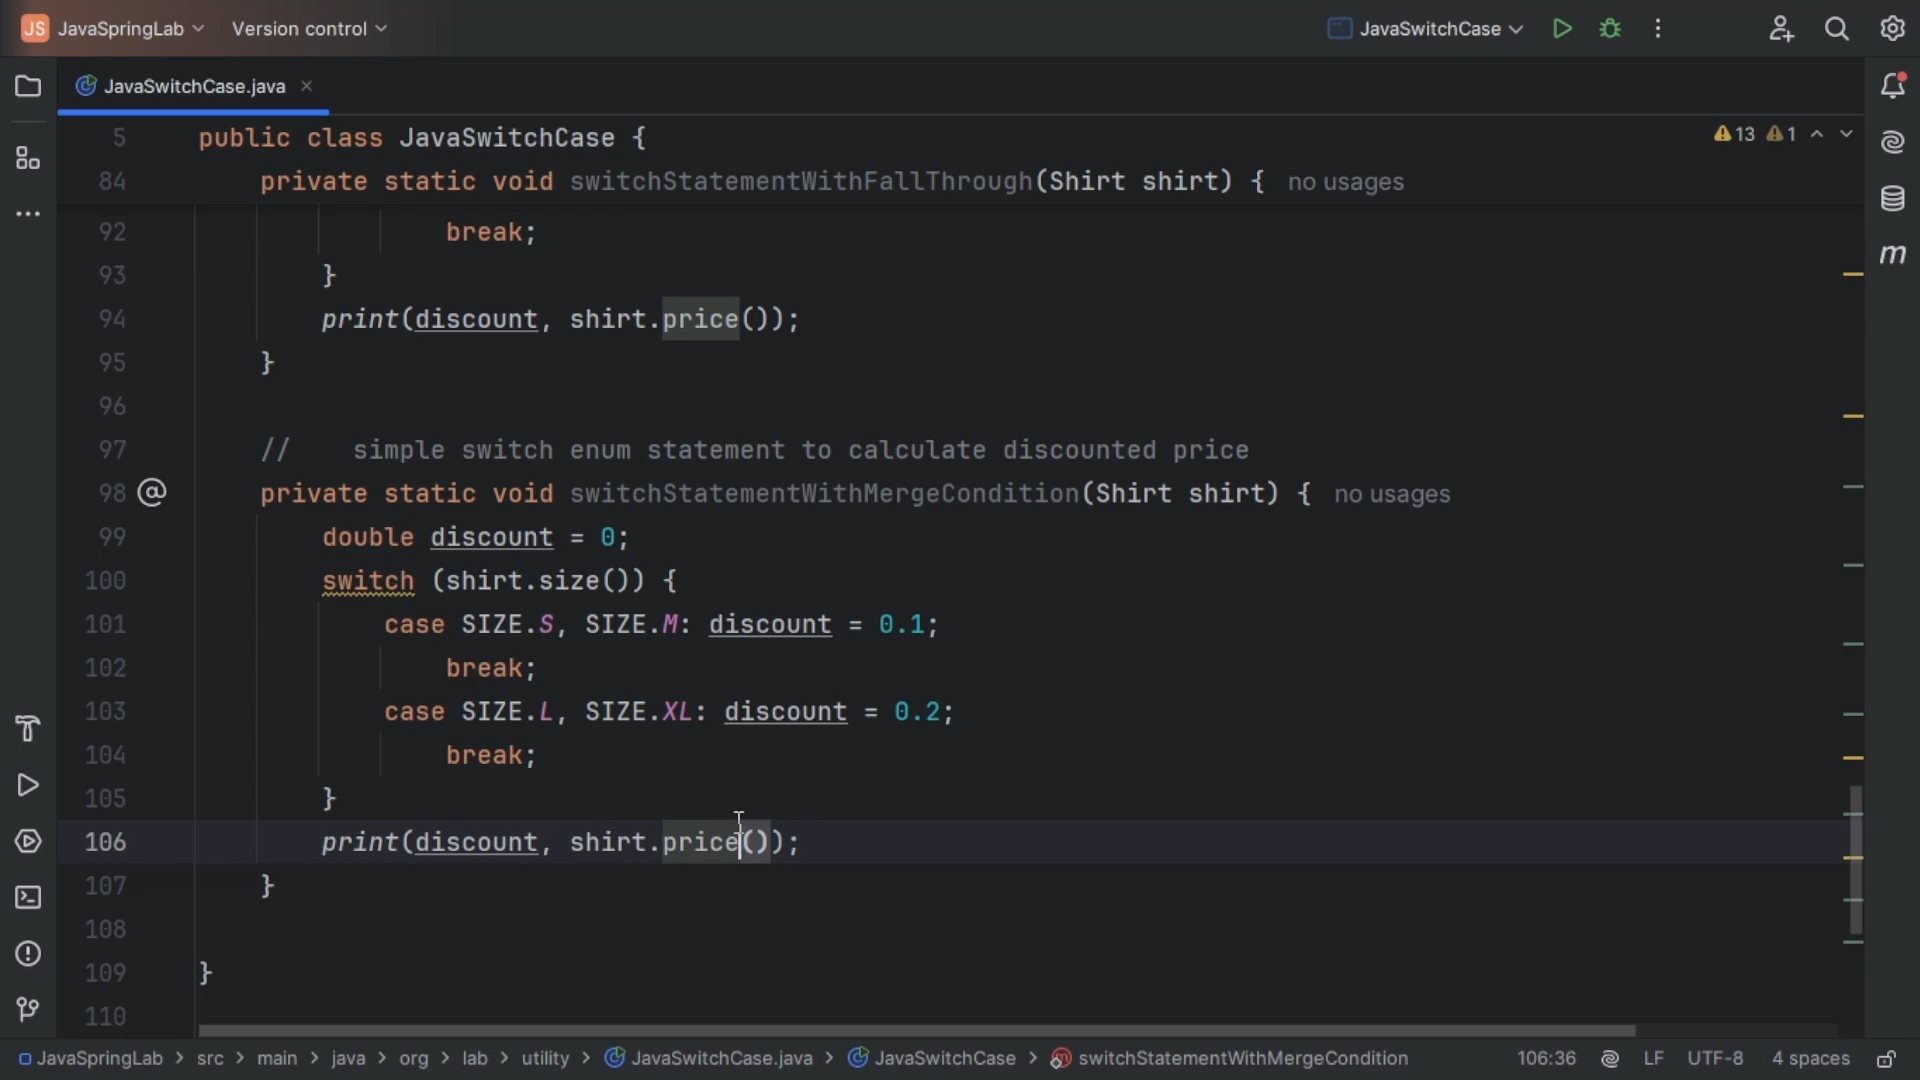 JS JavaSpringLab Version control JavaSwitchCase
JavaSwitchCase.java
5 public class JavaSwitchCase { 13 1
84 private static void switchStatementWithFallThrough(Shirt shirt) { no usages
92 break;
93 }
94 print(discount, shirt.price());
95 }
96
97 // simple switch enum statement to calculate discounted price
98 private static void switchStatementWithMergeCondition(Shirt shirt) { no usages
99 double discount = 0;
100 switch (shirt.size()) {
101 case SIZE.S, SIZE.M: discount = 0.1;
102 break;
103 case SIZE.L, SIZE.XL: discount = 0.2;
104 break;
105 }
106 print(discount, shirt.price());
107 }
108
109 }
110
JavaSpringLab > src > main > java > org > lab > utility > JavaSwitchCase.java > JavaSwitchCase > switchStatementWithMergeCondition 106:36 LF UTF-8 4 spaces